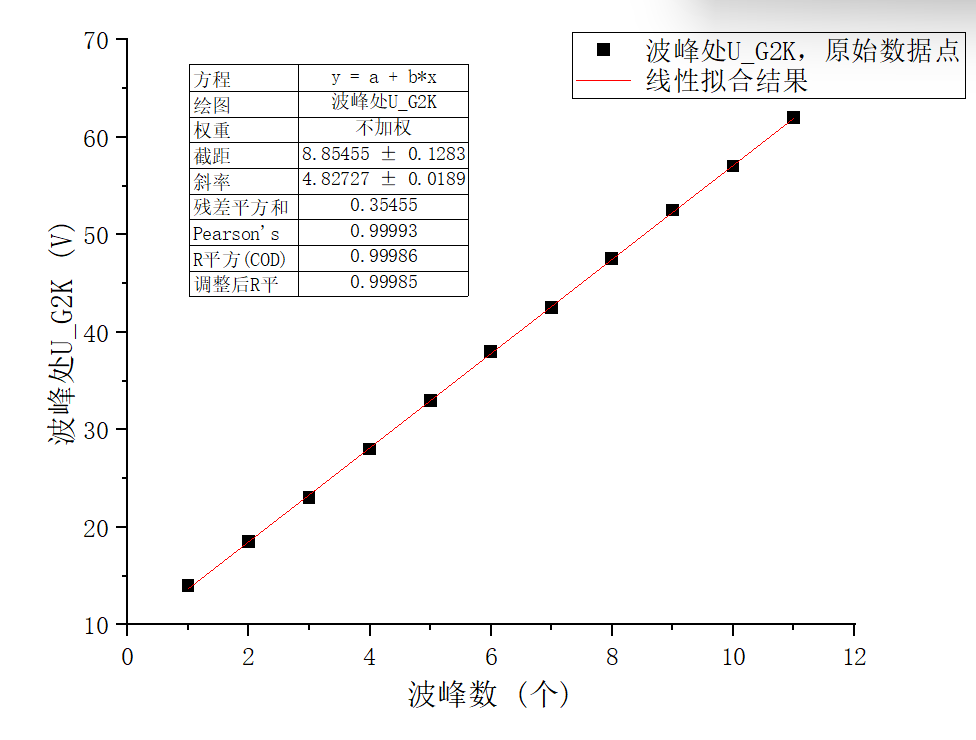 波峰处U_G2K，原始数据点
线性拟合结果
方程 y = a + b*x
绘图 波峰处U_G2K
权重 不加权
截距 8.85455 ± 0.1283
斜率 4.82727 ± 0.0189
残差平方和 0.35455
Pearson's 0.99993
R平方(COD) 0.99986
调整后R平 0.99985
波峰处U_G2K (V)
70
60
50
40
30
20
10
0 2 4 6 8 10 12
波峰数 (个)